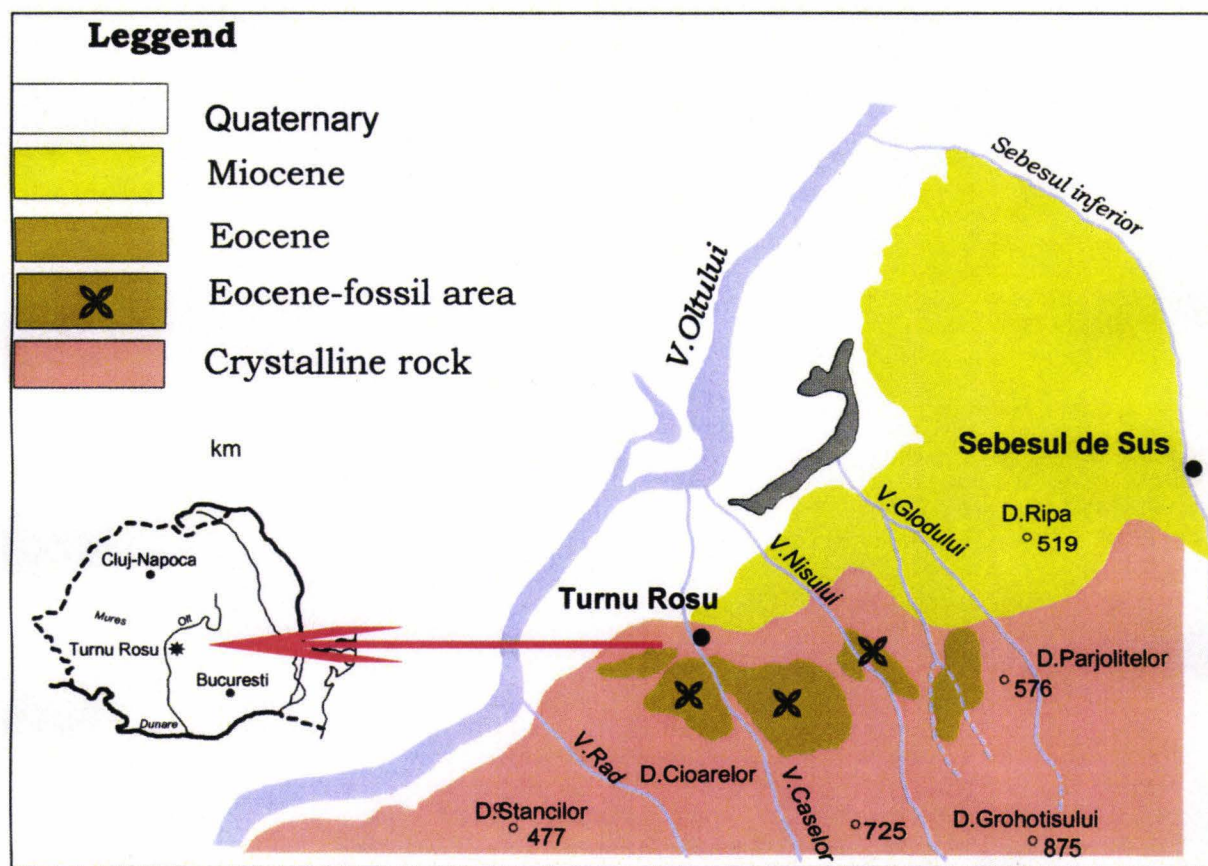 Leggend
Quaternary
Miocene
Eocene
Eocene-fossil area
Crystalline rock
km
Cluj-Napoca
Mures
Olt
Turnu Rosu
Bucuresti
Dunare
Sebesul inferior
V.Oltului
Sebesul de Sus
V.Glodului
D.Ripa
519
V.Nisului
Turnu Rosu
D.Parjolitelor
576
V.Rad
D.Cioarelor
V.Caselor
D.Stancilor
477
725
D.Grohotisului
875